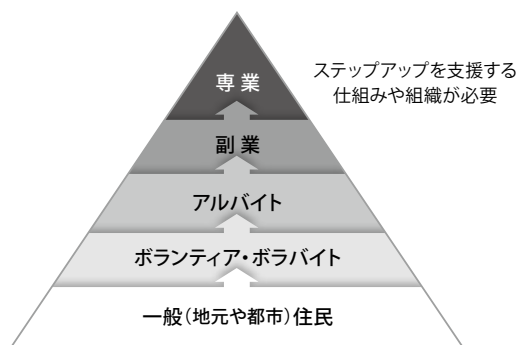 専業
ステップアップを支援する
仕組みや組織が必要
副業
アルバイト
ボランティア・ボラバイト
一般（地元や都市）住民